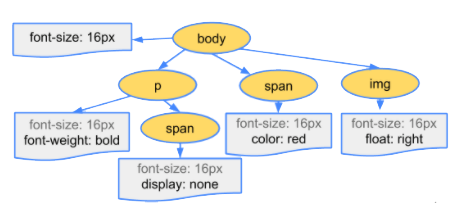 font-size: 16px
body
p
span
img
font-size: 16px
font-weight: bold
span
font-size: 16px
color: red
font-size: 16px
float: right
font-size: 16px
display: none